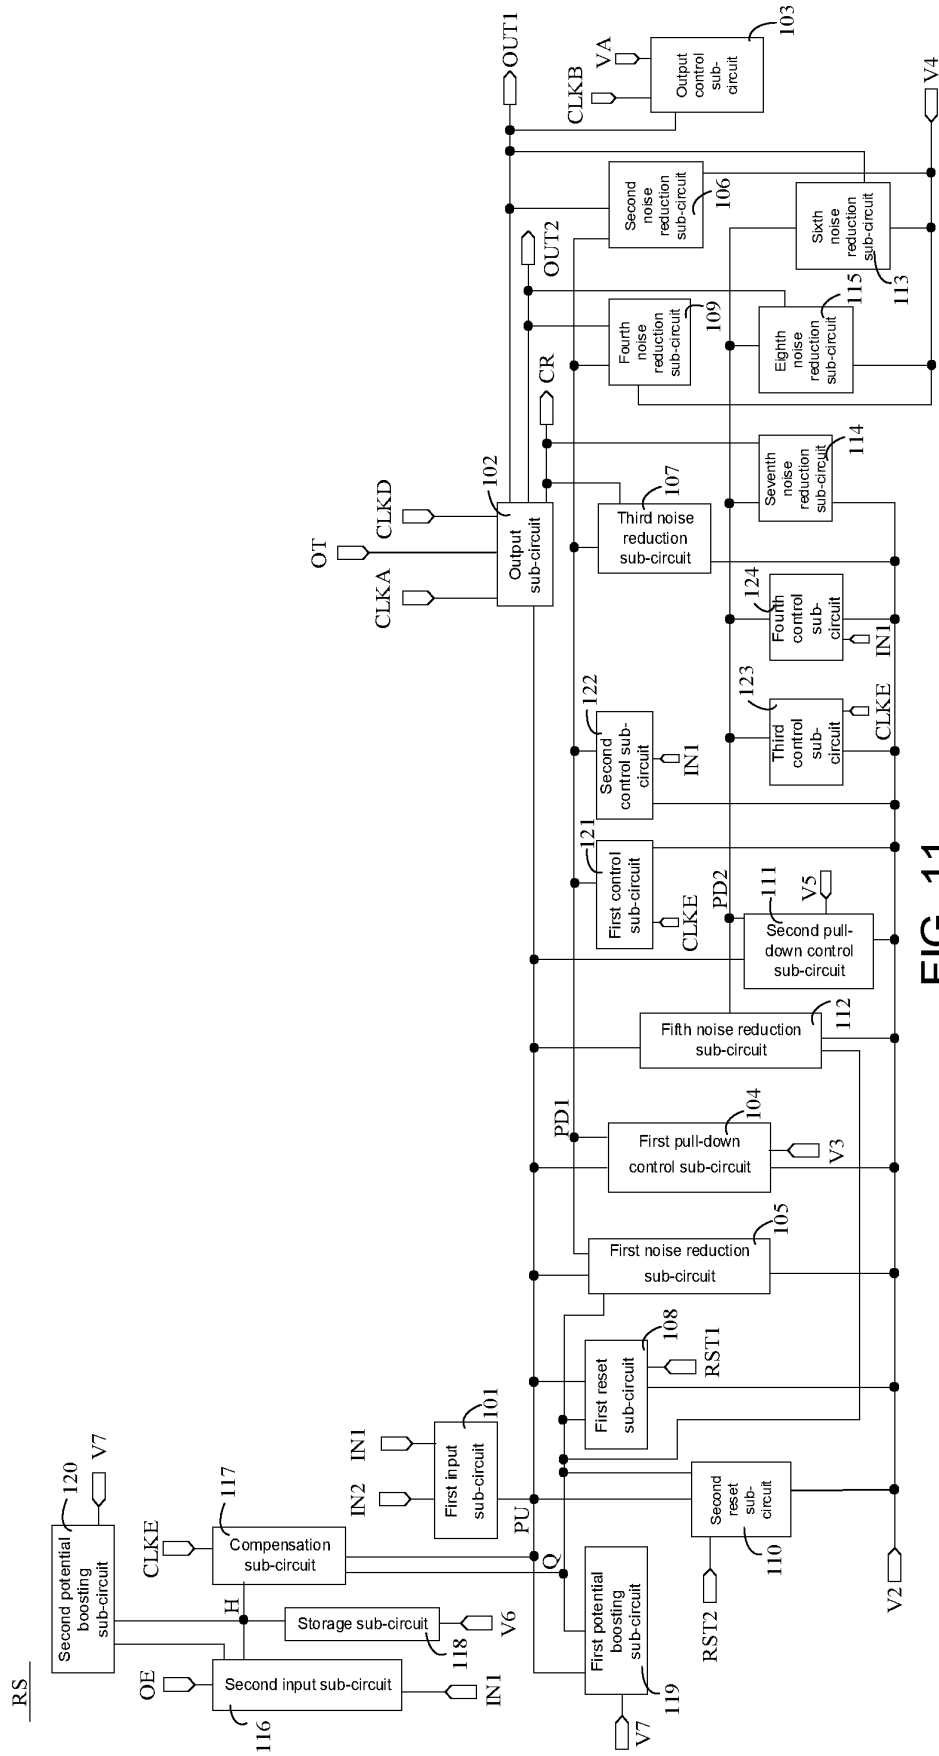 RS
OE
Second input sub-circuit
116
IN1
Second potential
boosting
sub-circuit
120
V7
H
Storage sub-circuit
118
V6
CLKE
Compensation
sub-circuit
117
V7
First potential
boosting
sub-circuit
119
Q
PU
IN2
IN1
First input
sub-circuit
101
RST2
Second
reset sub-
circuit
110
V2
First reset
sub-circuit
108
RST1
First noise reduction
sub-circuit
105
PD1
First pull-down
control sub-circuit
104
V3
Fifth noise reduction
sub-circuit
112
PD2
Second pull-
down control
sub-circuit
111
V5
First control
sub-circuit
121
CLKE
Second
control sub-
circuit
122
IN1
Third
control
sub-
circuit
123
CLKE
Fourth
control
sub-
circuit
124
IN1
CLKA
OT
CLKD
Output
sub-circuit
102
Third noise
reduction
sub-circuit
107
Seventh
noise
reduction
sub-circuit
114
CR
OUT2
OUT1
Fourth
noise
reduction
sub-circuit
109
Eighth
noise
reduction
sub-circuit
115
Second
noise
reduction
sub-circuit
106
Sixth
noise
reduction
sub-circuit
113
CLKB
VA
Output
control
sub-
circuit
103
V4
FIG. 11